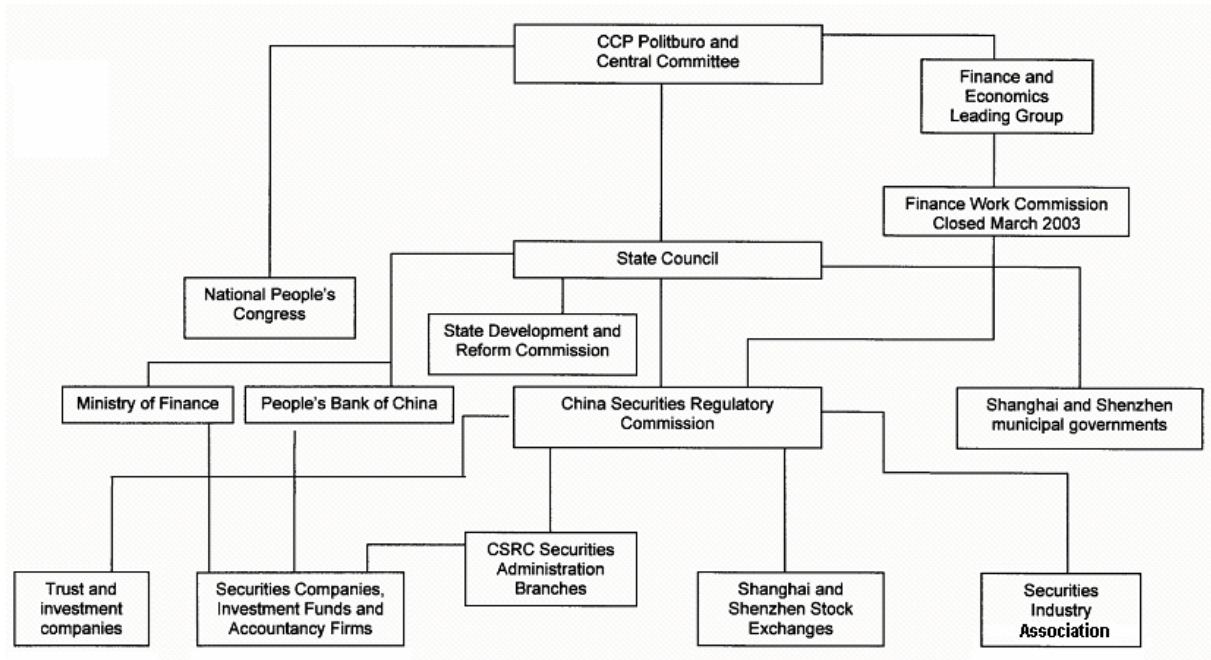 CCP Politburo and
Central Committee
Finance and
Economics
Leading Group
Finance Work Commission
Closed March 2003
State Council
National People's
Congress
State Development and
Reform Commission
Ministry of Finance
People's Bank of China
China Securities Regulatory
Commission
Shanghai and Shenzhen
municipal governments
CSRC Securities
Administration
Branches
Trust and
investment
companies
Securities Companies,
Investment Funds and
Accountancy Firms
Shanghai and
Shenzhen Stock
Exchanges
Securities
Industry
Association